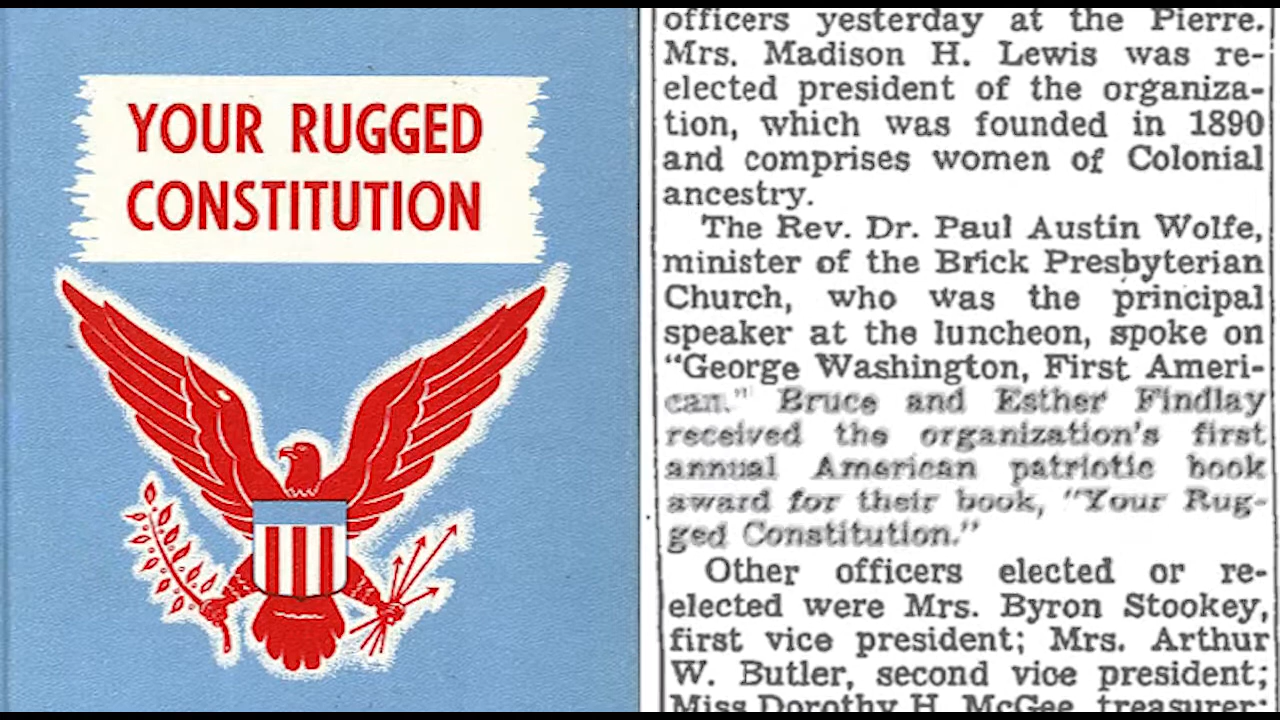 YOUR RUGGED
CONSTITUTION
officers yesterday at the Pierre.
Mrs. Madison H. Lewis was re-
elected president of the organiza-
tion, which was founded in 1890
and comprises women of Colonial
ancestry.
The Rev. Dr. Paul Austin Wolfe,
minister of the Brick Presbyterian
Church, who was the principal
speaker at the luncheon, spoke on
"George Washington, First Ameri-
can." Bruce and Esther Findlay
received the organization's first
annual American patriotic book
award for their book, "Your Rug-
ged Constitution."
Other officers elected or re-
elected were Mrs. Byron Stookey,
first vice president; Mrs. Arthur
W. Butler, second vice president;
Miss Dorothy H. McGee, treasurer;